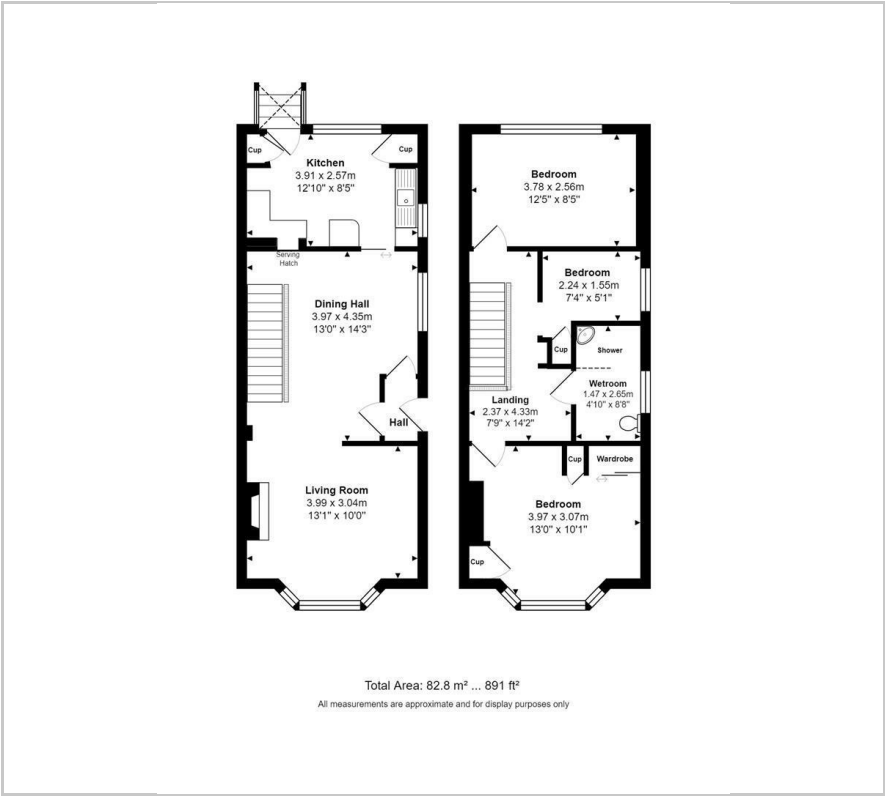 Cup
Kitchen
3.91 x 2.57m
12'10" x 8'5"
Cup
Serving
Hatch
Dining Hall
3.97 x 4.35m
13'0" x 14'3"
Hall
Living Room
3.99 x 3.04m
13'1" x 10'0"
Bedroom
3.78 x 2.56m
12'5" x 8'5"
Bedroom
2.24 x 1.55m
7'4" x 5'1"
Cup
Shower
Wetroom
1.47 x 2.65m
4'10" x 8'8"
Landing
2.37 x 4.33m
7'9" x 14'2"
Cup
Wardrobe
Bedroom
3.97 x 3.07m
13'0" x 10'1"
Cup
Total Area: 82.8 m² ... 891 ft²
All measurements are approximate and for display purposes only